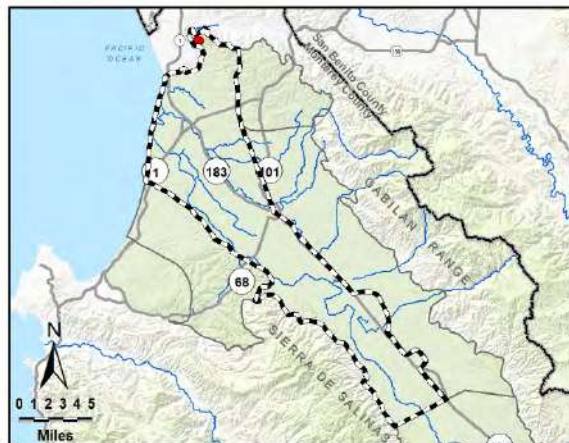 PACIFIC
OCEAN
1
San Benito County
Monterey County
1
183
101
GABILAN RANGE
68
SIERRA DE SALINAS
N
0 1 2 3 4 5
Miles